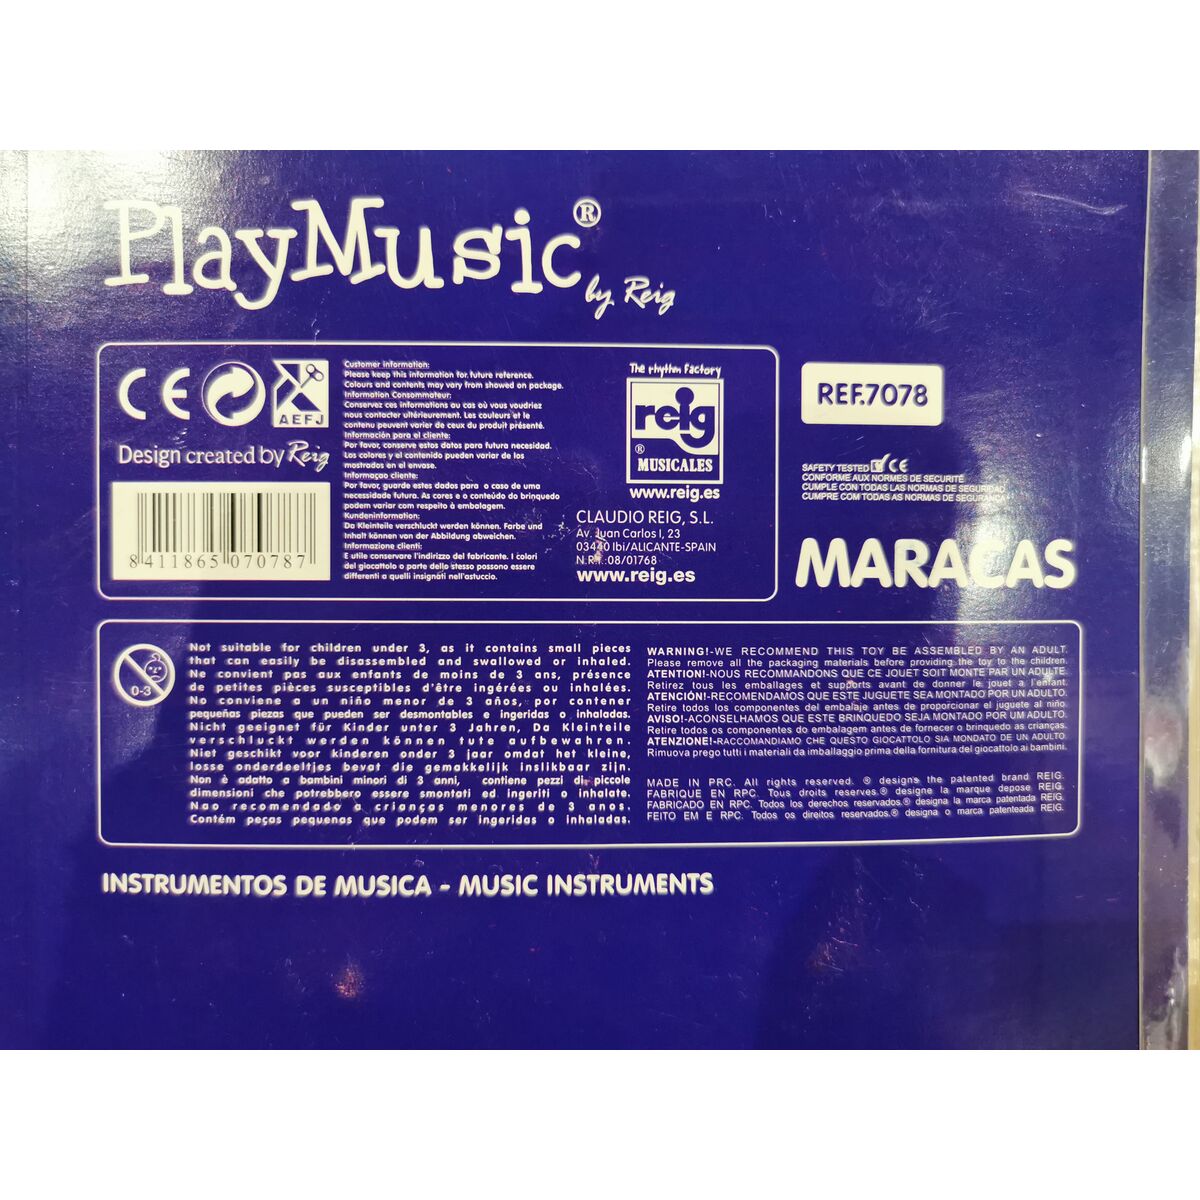 PlayMusic®
by Reig
CE
AEFJ
Design created by Reig
8411865 070787
Customer information:
Please keep this information for future reference.
Colours and contents may vary from showed on package.
Information Consommateur:
Conservez ces informations au cas où vous voudriez
nous contacter ultérieurement. Les couleurs et le
contenu peuvent varier de ceux du produit présenté.
Información para el cliente:
Por favor, conserve estos datos para futura necesidad.
Los colores y el contenido pueden variar de los
mostrados en el envase.
Informaçao cliente:
Por favor, guarde estes dados para o caso de uma
necessidade futura. As cores e o conteúdo do brinquedo
podem variar com respeito à embalagem.
Kundeninformation:
Da Kleinteile verschluckt werden können. Farbe und
Inhalt können von der Abbildung abweichen.
Informazione clienti:
E utile conservare l'indirizzo del fabricante. I colori
del giocattolo o parte dello stesso possono essere
differenti a quelli insignáti nell'astuccio.
The rhythm Factory
reig
®
MUSICALES
www.reig.es
CLAUDIO REIG, S.L.
Av. Juan Carlos I, 23
03440 Ibi/ALICANTE-SPAIN
N.R.I.:08/01768
www.reig.es
REF.7078
SAFETY TESTED CE
CONFORME AUX NORMES DE SECURITÉ
CUMPLE CON TODAS LAS NORMAS DE SEGURIDAD
CUMPRE COM TODAS AS NORMAS DE SEGURANÇA
MARACAS
0-3
Not suitable for children under 3, as it contains small pieces
that can easily be disassembled and swallowed or inhaled.
Ne convient pas aux enfants de moins de 3 ans, présence
de petites pièces susceptibles d'être ingérées ou inhalées.
No conviene a un niño menor de 3 años, por contener
pequeñas piezas que pueden ser desmontables e ingeridas o inhaladas.
Nicht geeignet für Kinder unter 3 Jahren, Da Kleinteile
verschluckt werden können tute aufbewahren.
Niet geschikt voor kinderen onder 3 jaar omdat het kleine,
losse onderdeeltjes bevat die gemakkelijk inslikbaar zijn.
Non è adatto a bambini minori di 3 anni, contiene pezzi di piccole
dimensioni che potrebbero essere smontati ed ingeriti o inhalate.
Nao recomendado a crianças menores de 3 anos.
Contém peças pequenas que podem ser ingeridas o inhaladas.
WARNING!-WE RECOMMEND THIS TOY BE ASSEMBLED BY AN ADULT.
Please remove all the packaging materials before providing the toy to the children.
ATENTION!-NOUS RECOMMANDONS QUE CE JOUET SOIT MONTE PAR UN ADULTE.
Retirez tous les emballages et supports avant de donner le jouet a l'enfant.
ATENCIÓN!-RECOMENDAMOS QUE ESTE JUGUETE SEA MONTADO POR UN ADULTO.
Retire todos los componentes del embalaje antes de proporcionar el juguete al niño.
AVISO!-ACONSELHAMOS QUE ESTE BRINQUEDO SEJA MONTADO POR UM ADULTO.
Retire todos os componentes do embalagem antes de fornecer o brinquedo as crianças.
ATENZIONE!-RACCOMANDIAMO CHE QUESTO GIOCATTOLO SIA MONTATO DE UN ADULTO.
Rimuova prego tutti i materiali da imballaggio prima della fornitura del giocattolo ai bambini.
MADE IN PRC. All rights reserved. ® designs the patented brand REIG.
FABRIQUE EN RPC. Tous droits reserves.® designe la marque depose REIG.
FABRICADO EN RPC. Todos los derechos reservados.® designa la marca patentada REIG.
FEITO EM E RPC. Todos os direitos reservados.® designa o marca patenteada REIG.
INSTRUMENTOS DE MUSICA - MUSIC INSTRUMENTS